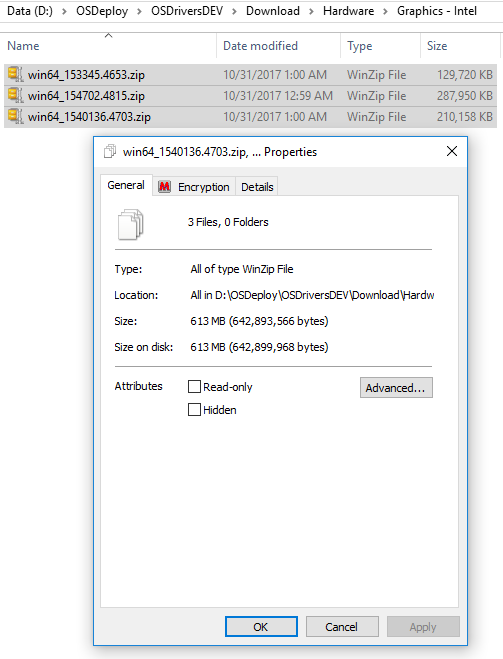 Data (D:) > OSDeploy > OSDriversDEV > Download > Hardware > Graphics - Intel
Name Date modified Type Size
win64_153345.4653.zip 10/31/2017 1:00 AM WinZip File 129,720 KB
win64_154702.4815.zip 10/31/2017 12:59 AM WinZip File 287,950 KB
win64_1540136.4703.zip 10/31/2017 1:00 AM WinZip File 210,158 KB
win64_1540136.4703.zip, ... Properties
General M Encryption Details
3 Files, 0 Folders
Type: All of type WinZip File
Location: All in D:\OSDeploy\OSDriversDEV\Download\Hardw
Size: 613 MB (642,893,566 bytes)
Size on disk: 613 MB (642,899,968 bytes)
Attributes Read-only Advanced...
Hidden
OK Cancel Apply